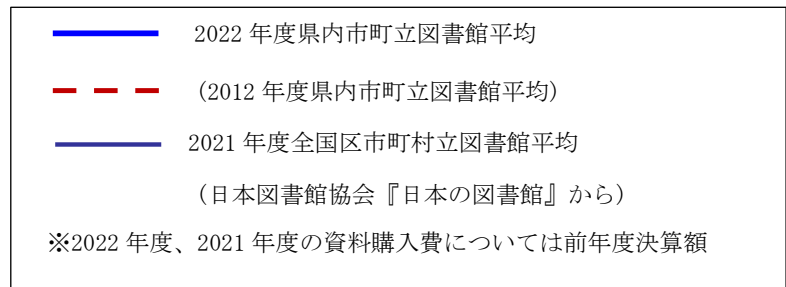 2022 年度県内市町立図書館平均
（2012 年度県内市町立図書館平均）
2021 年度全国区市町村立図書館平均
（日本図書館協会『日本の図書館』から）
※2022 年度、2021 年度の資料購入費については前年度決算額